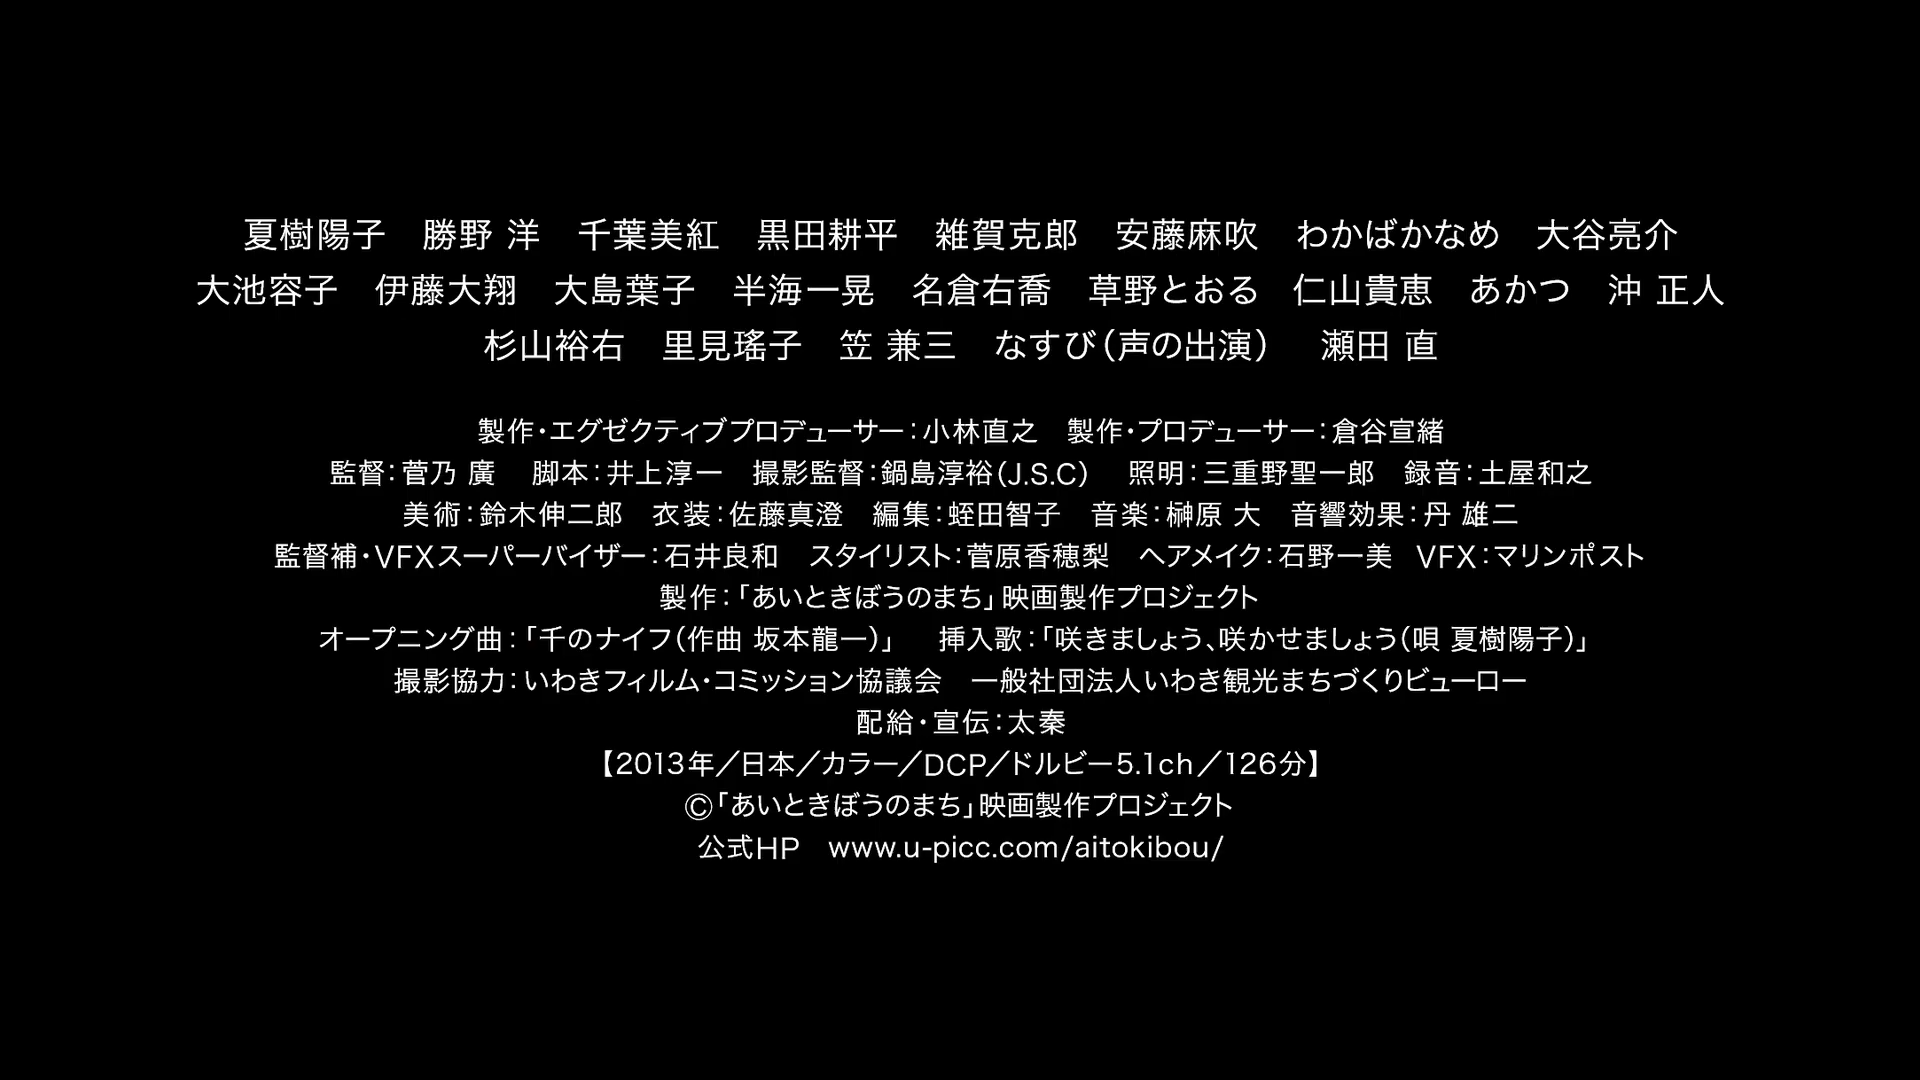 夏樹陽子　勝野 洋　千葉美紅　黒田耕平　雑賀克郎　安藤麻吹　わかばかなめ　大谷亮介
大池容子　伊藤大翔　大島葉子　半海一晃　名倉右喬　草野とおる　仁山貴恵　あかつ　沖 正人
杉山裕右　里見瑤子　笠 兼三　なすび（声の出演）　瀬田 直
製作・エグゼクティブプロデューサー：小林直之　製作・プロデューサー：倉谷宣緒
監督：菅乃 廣　脚本：井上淳一　撮影監督：鍋島淳裕（J.S.C）　照明：三重野聖一郎　録音：土屋和之
美術：鈴木伸二郎　衣装：佐藤真澄　編集：蛭田智子　音楽：榊原 大　音響効果：丹 雄二
監督補・VFXスーパーバイザー：石井良和　スタイリスト：菅原香穂梨　ヘアメイク：石野一美　VFX：マリンポスト
製作：「あいときぼうのまち」映画製作プロジェクト
オープニング曲：「千のナイフ（作曲 坂本龍一）」　挿入歌：「咲きましょう、咲かせましょう（唄 夏樹陽子）」
撮影協力：いわきフィルム・コミッション協議会　一般社団法人いわき観光まちづくりビューロー
配給・宣伝：太秦
【2013年／日本／カラー／DCP／ドルビー5.1ch／126分】
©「あいときぼうのまち」映画製作プロジェクト
公式HP　www.u-picc.com/aitokibou/